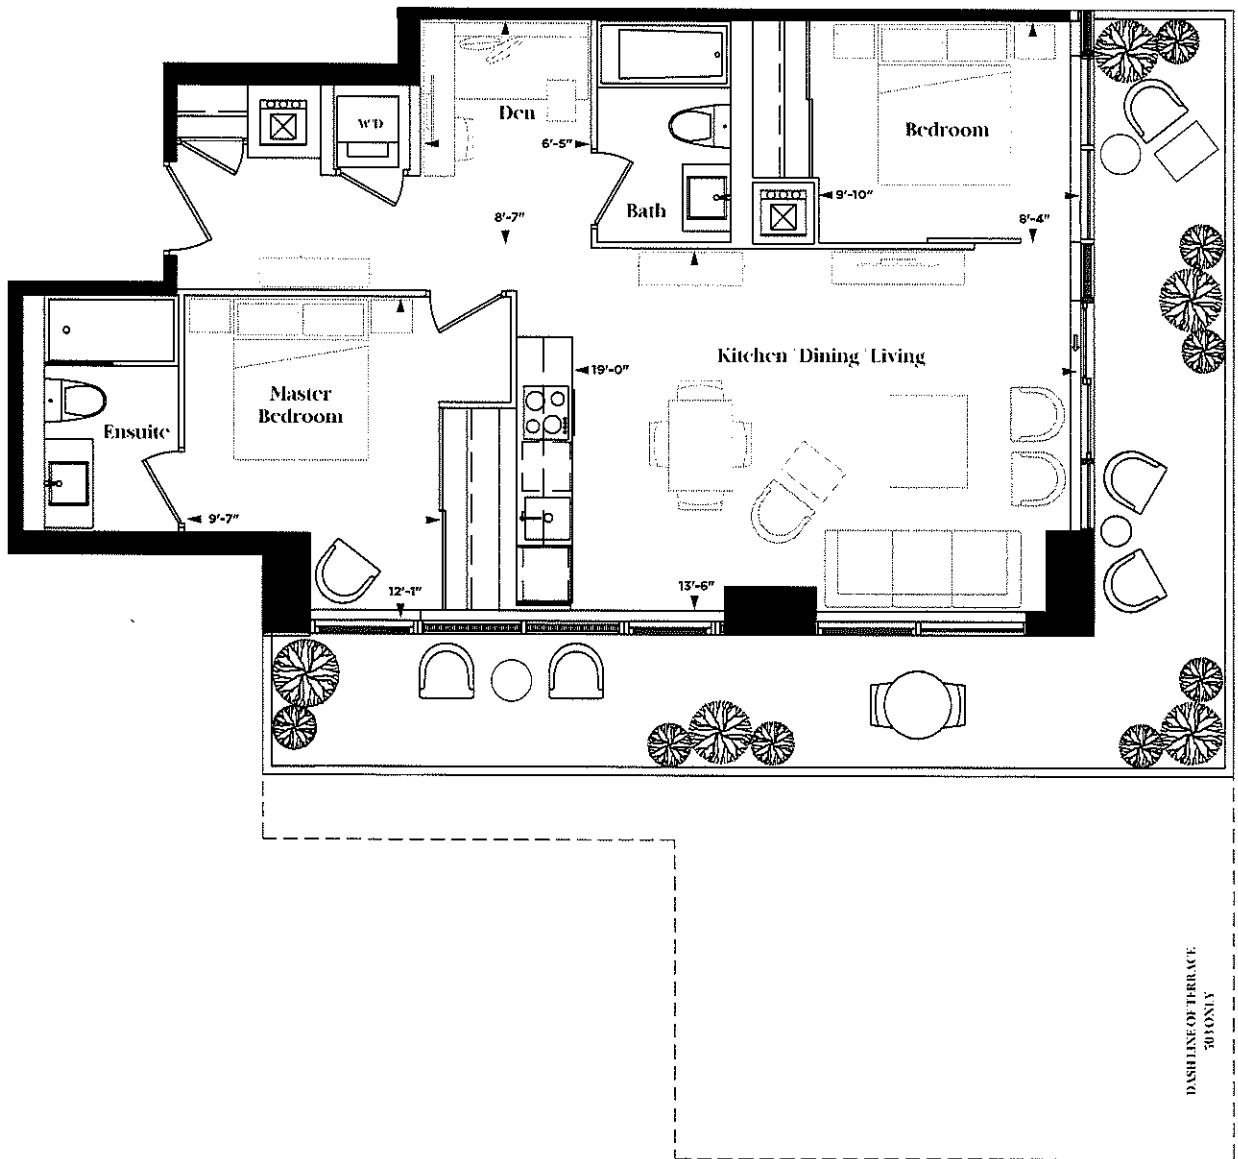 Den
W/D
6'-5"
Bedroom
Bath
9'-10"
8'-7"
8'-4"
Kitchen Dining Living
19'-0"
Master
Bedroom
Ensuite
9'-7"
12'-1"
13'-6"
DASH LINE OF TERRACE
ONLY